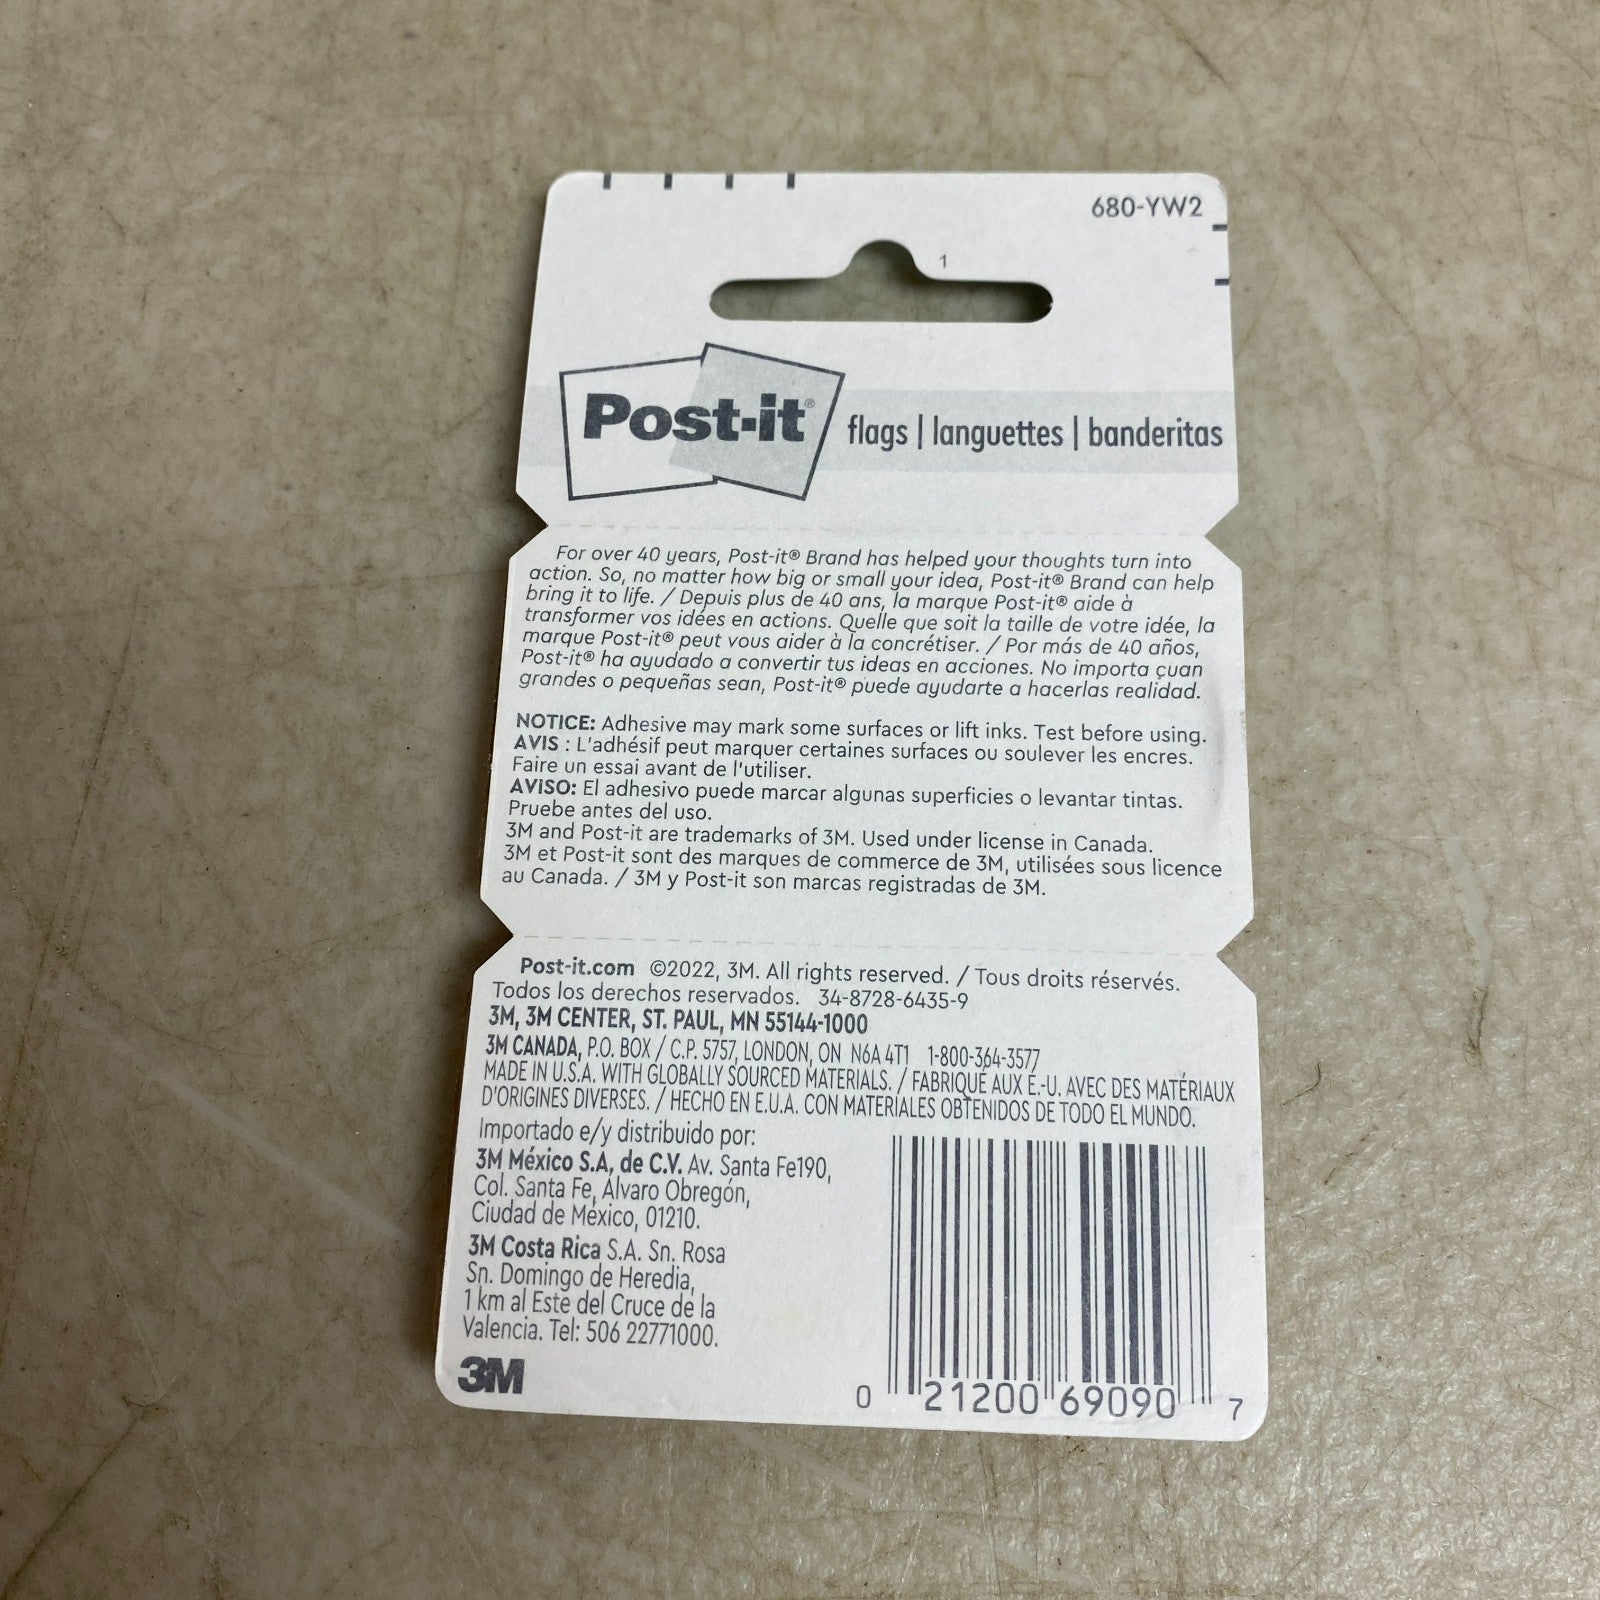 680-YW2
1
Post-it® flags | languettes | banderitas
For over 40 years, Post-it® Brand has helped your thoughts turn into
action. So, no matter how big or small your idea, Post-it® Brand can help
bring it to life. / Depuis plus de 40 ans, la marque Post-it® aide à
transformer vos idées en actions. Quelle que soit la taille de votre idée, la
marque Post-it® peut vous aider à la concrétiser. / Por más de 40 años,
Post-it® ha ayudado a convertir tus ideas en acciones. No importa çuan
grandes o pequeñas sean, Post-it® puede ayudarte a hacerlas realidad.
NOTICE: Adhesive may mark some surfaces or lift inks. Test before using.
AVIS : L'adhésif peut marquer certaines surfaces ou soulever les encres.
Faire un essai avant de l'utiliser.
AVISO: El adhesivo puede marcar algunas superficies o levantar tintas.
Pruebe antes del uso.
3M and Post-it are trademarks of 3M. Used under license in Canada.
3M et Post-it sont des marques de commerce de 3M, utilisées sous licence
au Canada. / 3M y Post-it son marcas registradas de 3M.
Post-it.com ©2022, 3M. All rights reserved. / Tous droits réservés.
Todos los derechos reservados. 34-8728-6435-9
3M, 3M CENTER, ST. PAUL, MN 55144-1000
3M CANADA, P.O. BOX / C.P. 5757, LONDON, ON N6A 4T1 1-800-364-3577
MADE IN U.S.A. WITH GLOBALLY SOURCED MATERIALS. / FABRIQUÉ AUX É.-U. AVEC DES MATÉRIAUX
D'ORIGINES DIVERSES. / HECHO EN E.U.A. CON MATERIALES OBTENIDOS DE TODO EL MUNDO.
Importado e/y distribuido por:
3M México S.A, de C.V. Av. Santa Fe190,
Col. Santa Fe, Álvaro Obregón,
Ciudad de México, 01210.
3M Costa Rica S.A. Sn. Rosa
Sn. Domingo de Heredia,
1 km al Este del Cruce de la
Valencia. Tel: 506 22771000.
3M
0 21200 69090 7